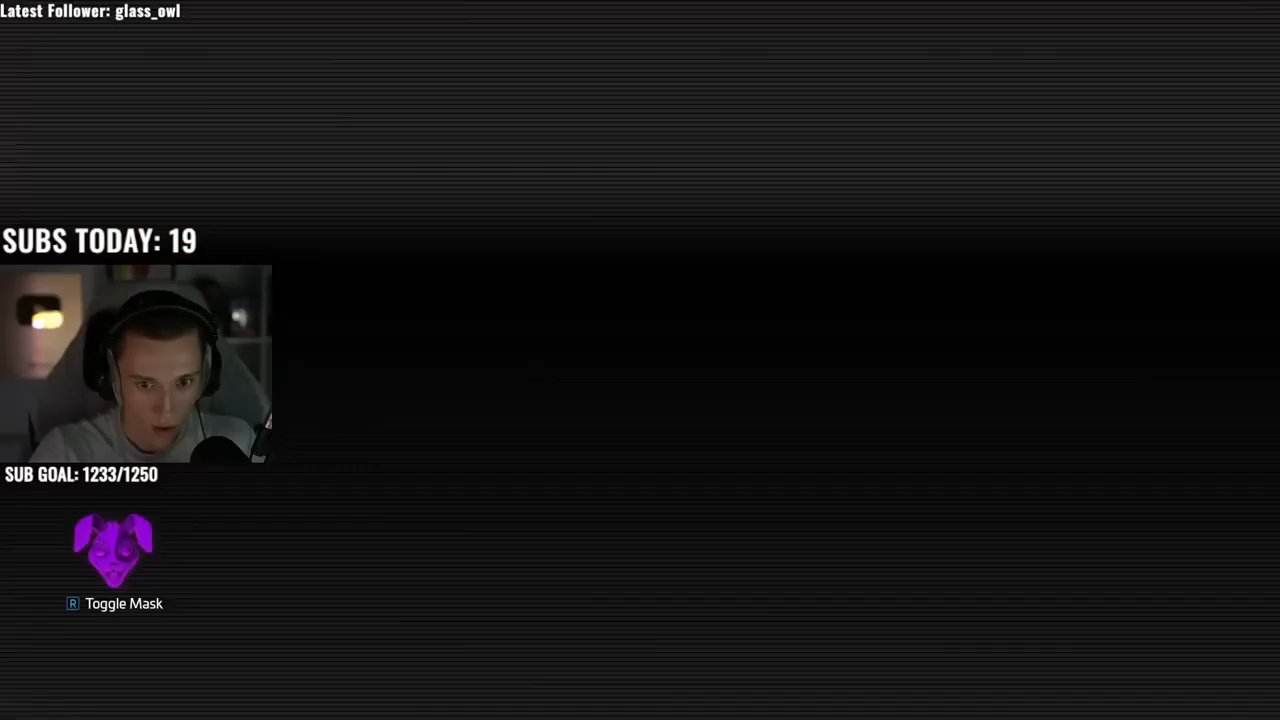 Latest Follower: glass_owl
SUBS TODAY: 19
SUB GOAL: 1233/1250
R Toggle Mask